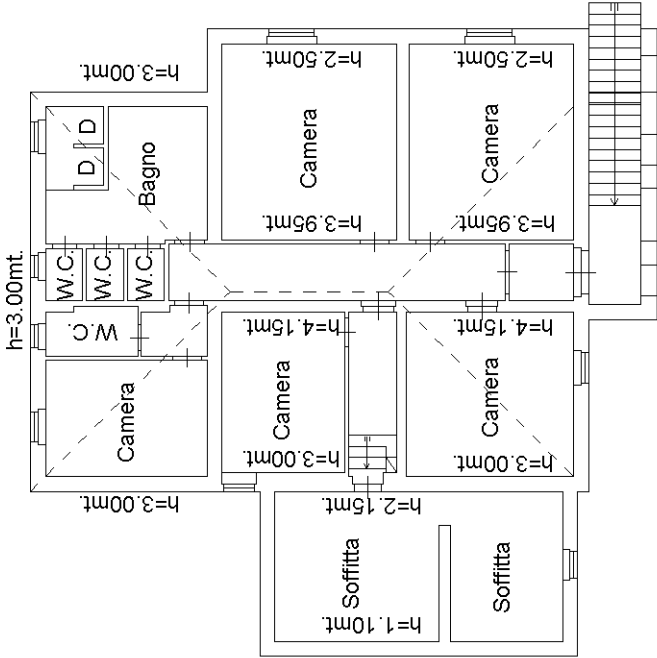 h=3.00mt.
h=2.50mt.
h=2.50mt.
D
D
Bagno
Camera
Camera
h=3.95mt.
h=3.95mt.
h=3.00mt.
W.C.
W.C.
W.C.
W.C.
h=4.15mt.
h=4.15mt.
Camera
Camera
Camera
h=3.00mt.
h=3.00mt.
h=3.00mt.
h=2.15mt.
Soffitta
Soffitta
h=1.10mt.